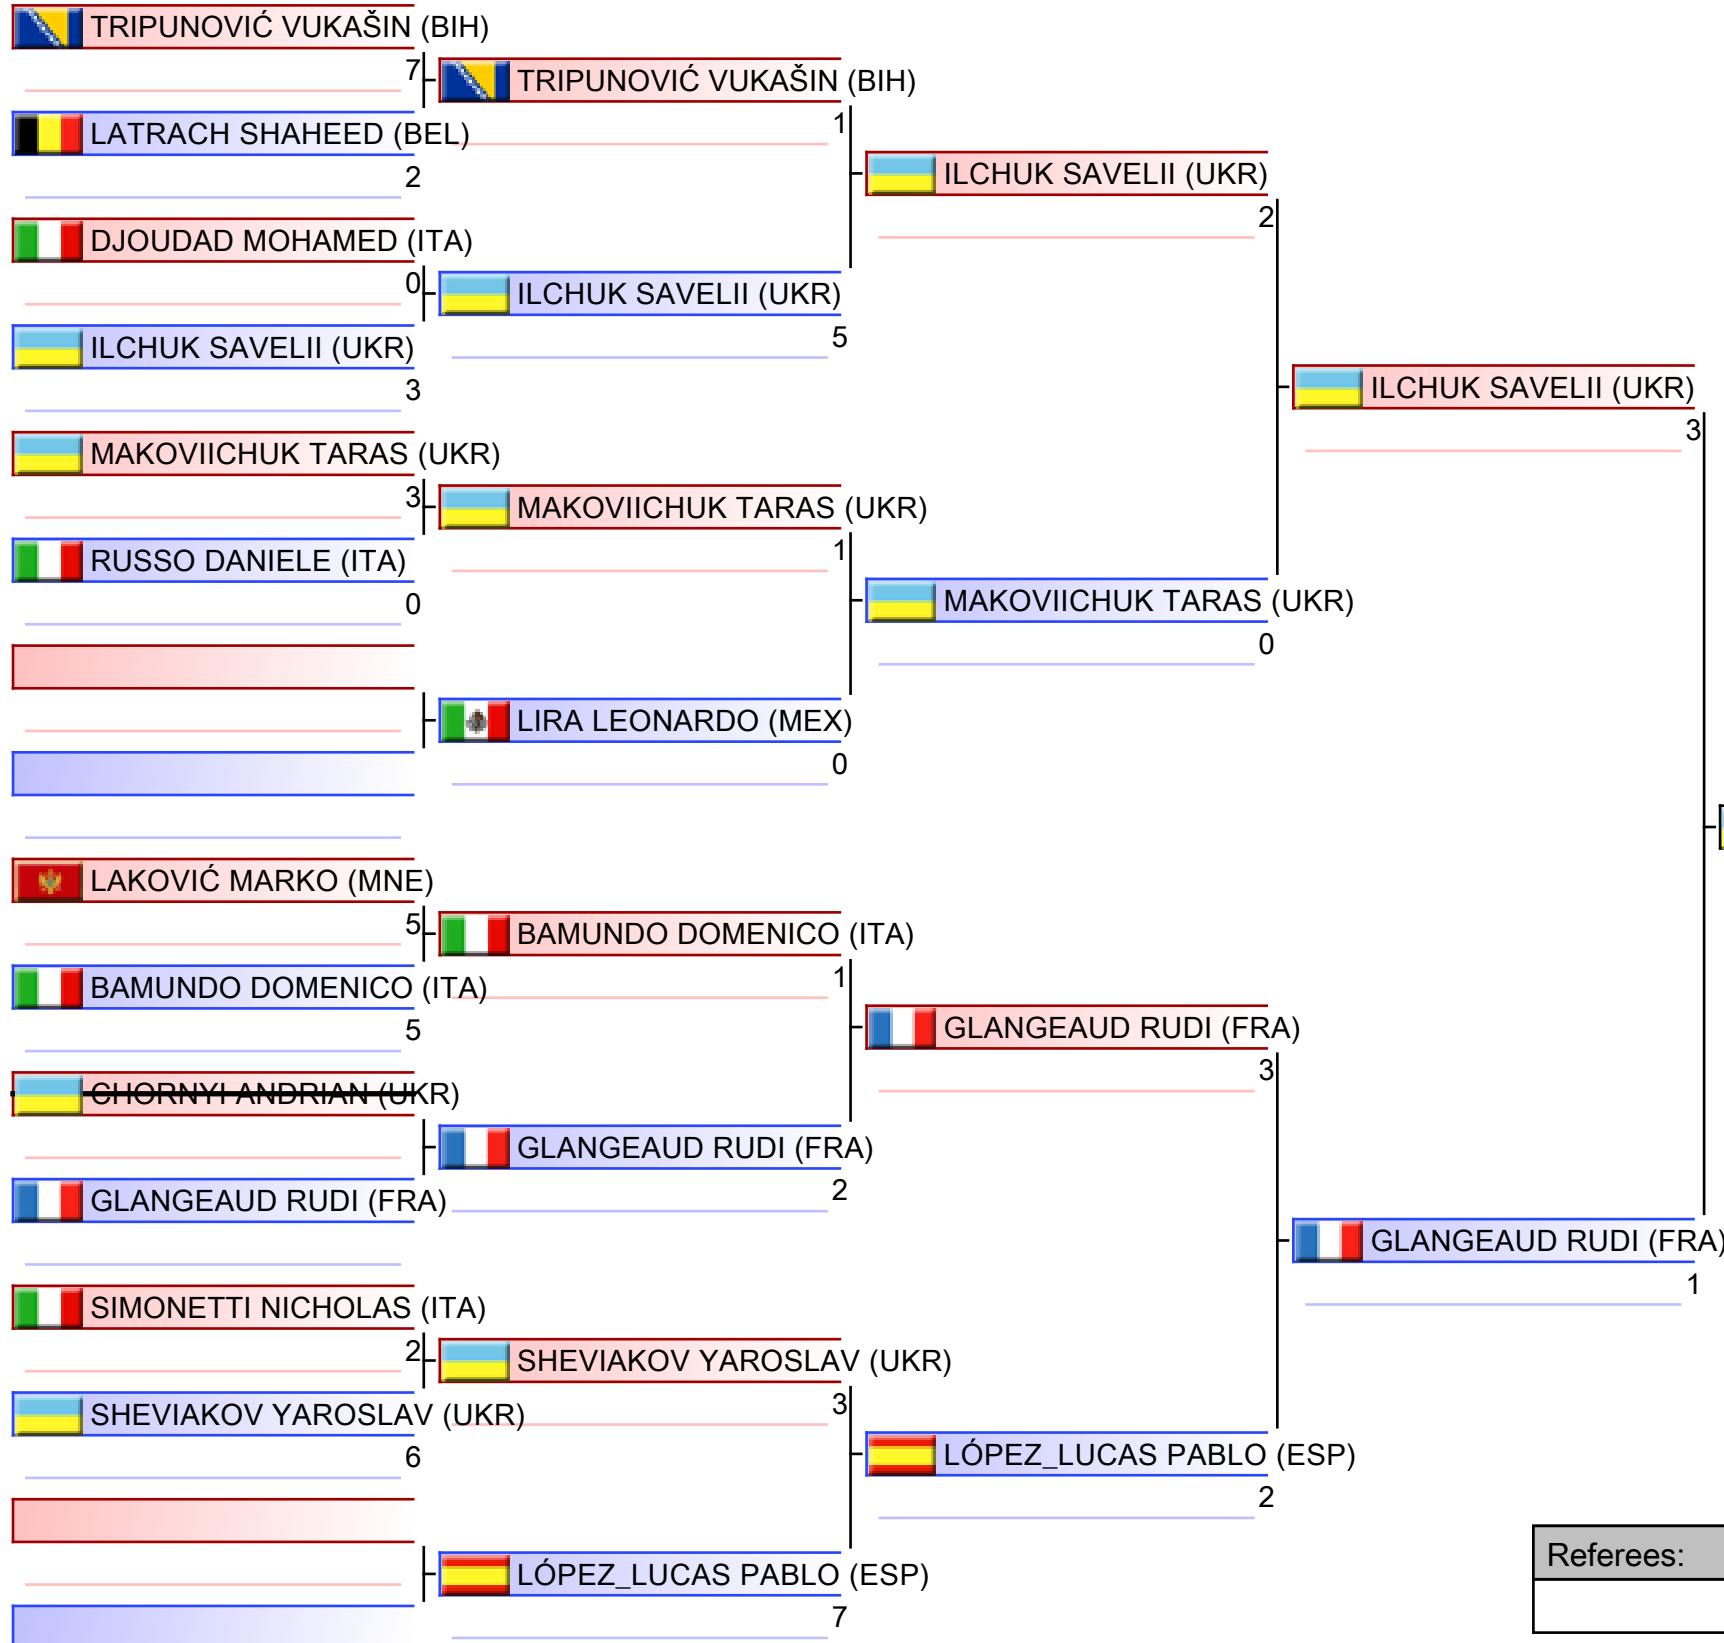 TRIPUNOVIĆ VUKAŠIN (BIH)
7
LATRACH SHAHEED (BEL)
2
DJOUDAD MOHAMED (ITA)
0
ILCHUK SAVELII (UKR)
3
MAKOVIICHUK TARAS (UKR)
3
RUSSO DANIELE (ITA)
0
LAKOVIĆ MARKO (MNE)
5
BAMUNDO DOMENICO (ITA)
5
CHORNYI ANDRIAN (UKR)
GLANGEAUD RUDI (FRA)
SIMONETTI NICHOLAS (ITA)
2
SHEVIAKOV YAROSLAV (UKR)
6
TRIPUNOVIĆ VUKAŠIN (BIH)
1
ILCHUK SAVELII (UKR)
5
MAKOVIICHUK TARAS (UKR)
1
LIRA LEONARDO (MEX)
0
BAMUNDO DOMENICO (ITA)
1
GLANGEAUD RUDI (FRA)
2
SHEVIAKOV YAROSLAV (UKR)
3
LÓPEZ_LUCAS PABLO (ESP)
7
ILCHUK SAVELII (UKR)
2
MAKOVIICHUK TARAS (UKR)
0
GLANGEAUD RUDI (FRA)
3
LÓPEZ_LUCAS PABLO (ESP)
2
ILCHUK SAVELII (UKR)
3
GLANGEAUD RUDI (FRA)
1
Referees: